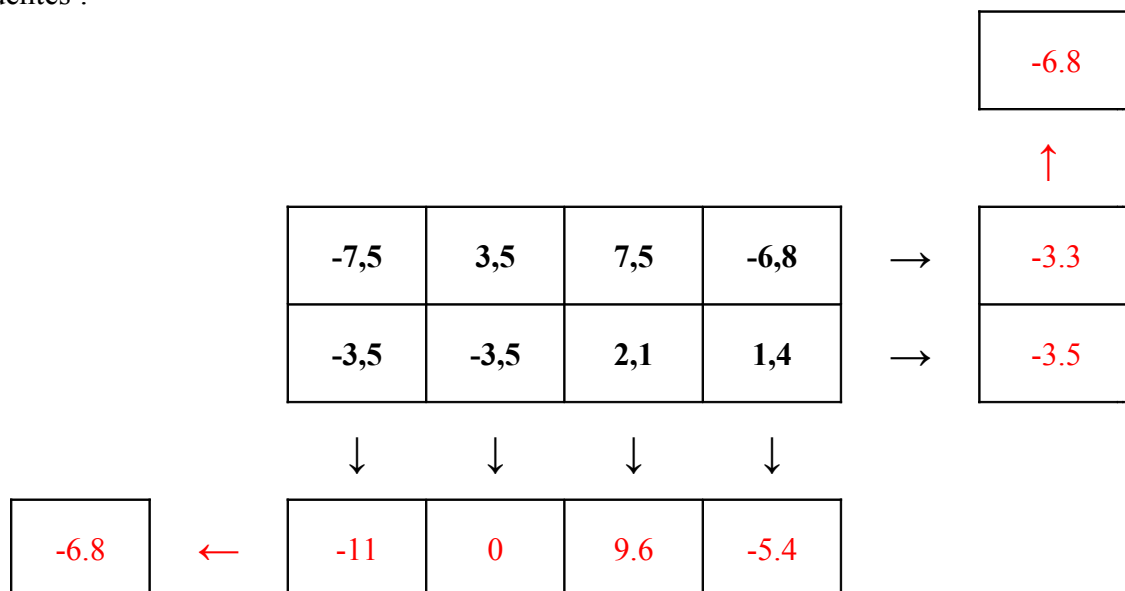 -6.8
↑
-7,5 3,5 7,5 -6,8 → -3.3
-3,5 -3,5 2,1 1,4 → -3.5
↓ ↓ ↓ ↓
-6.8 ← -11 0 9.6 -5.4